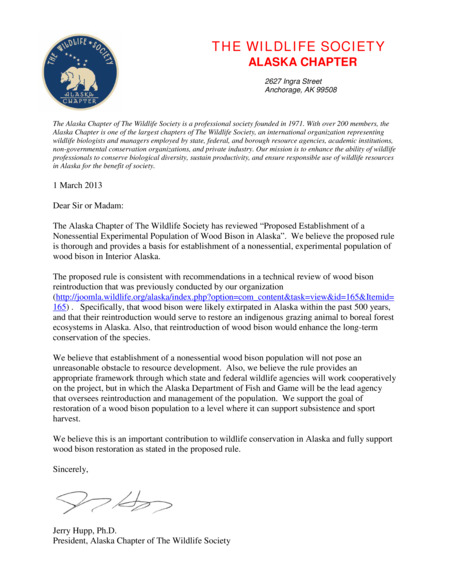 THE WILDLIFE SOCIETY
ALASKA CHAPTER
THE WILDLIFE SOCIETY
ALASKA
CHAPTER
2627 Ingra Street
Anchorage, AK 99508
The Alaska Chapter of The Wildlife Society is a professional society founded in 1971. With over 200 members, the
Alaska Chapter is one of the largest chapters of The Wildlife Society, an international organization representing
wildlife biologists and managers employed by state, federal, and borough resource agencies, academic institutions,
non-governmental conservation organizations, and private industry. Our mission is to enhance the ability of wildlife
professionals to conserve biological diversity, sustain productivity, and ensure responsible use of wildlife resources
in Alaska for the benefit of society.
1 March 2013
Dear Sir or Madam:
The Alaska Chapter of The Wildlife Society has reviewed “Proposed Establishment of a
Nonessential Experimental Population of Wood Bison in Alaska”. We believe the proposed rule
is thorough and provides a basis for establishment of a nonessential, experimental population of
wood bison in Interior Alaska.
The proposed rule is consistent with recommendations in a technical review of wood bison
reintroduction that was previously conducted by our organization
(http://joomla.wildlife.org/alaska/index.php?option=com_content&task=view&id=165&Itemid=
165) . Specifically, that wood bison were likely extirpated in Alaska within the past 500 years,
and that their reintroduction would serve to restore an indigenous grazing animal to boreal forest
ecosystems in Alaska. Also, that reintroduction of wood bison would enhance the long-term
conservation of the species.
We believe that establishment of a nonessential wood bison population will not pose an
unreasonable obstacle to resource development. Also, we believe the rule provides an
appropriate framework through which state and federal wildlife agencies will work cooperatively
on the project, but in which the Alaska Department of Fish and Game will be the lead agency
that oversees reintroduction and management of the population. We support the goal of
restoration of a wood bison population to a level where it can support subsistence and sport
harvest.
We believe this is an important contribution to wildlife conservation in Alaska and fully support
wood bison restoration as stated in the proposed rule.
Sincerely,
Jerry Hupp, Ph.D.
President, Alaska Chapter of The Wildlife Society